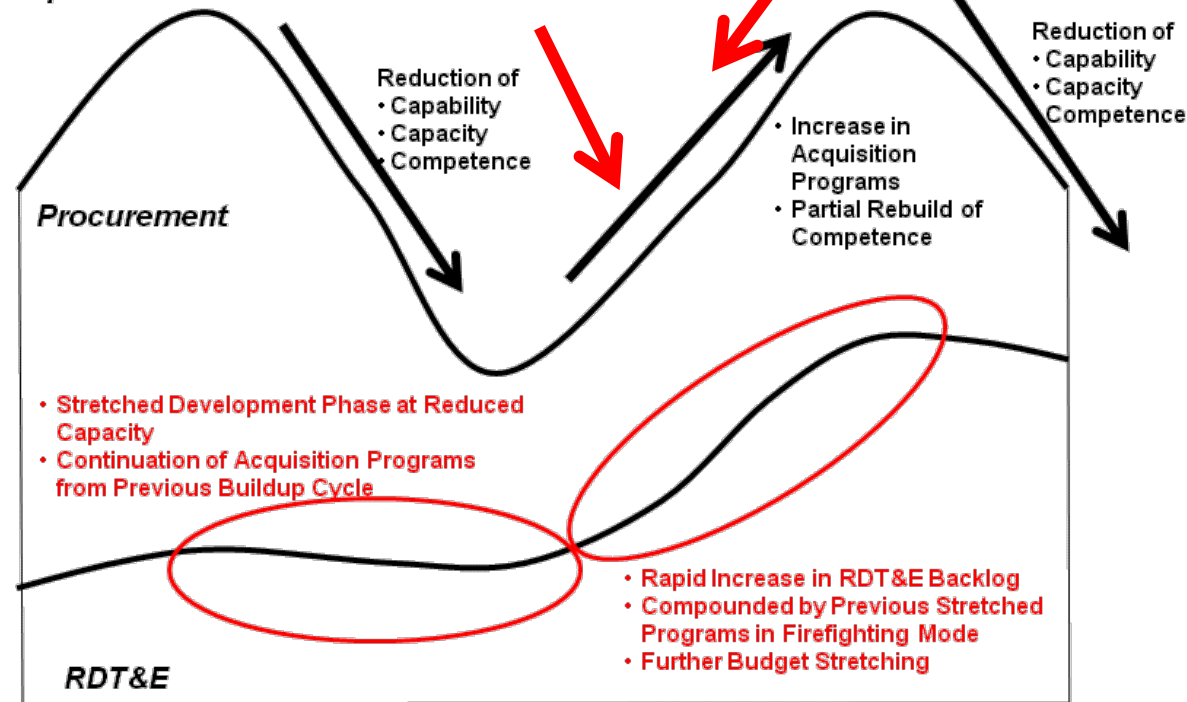 Reduction of
• Capability
• Capacity
• Competence
Reduction of
• Capability
• Capacity
Competence
• Increase in
Acquisition
Programs
• Partial Rebuild of
Competence
Procurement
• Stretched Development Phase at Reduced
Capacity
• Continuation of Acquisition Programs
from Previous Buildup Cycle
• Rapid Increase in RDT&E Backlog
• Compounded by Previous Stretched
Programs in Firefighting Mode
• Further Budget Stretching
RDT&E